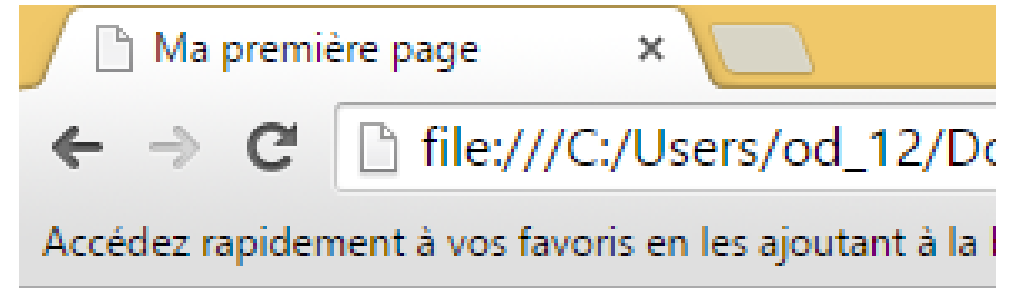 Ma première page
file:///C:/Users/od_12/Do
Accédez rapidement à vos favoris en les ajoutant à la